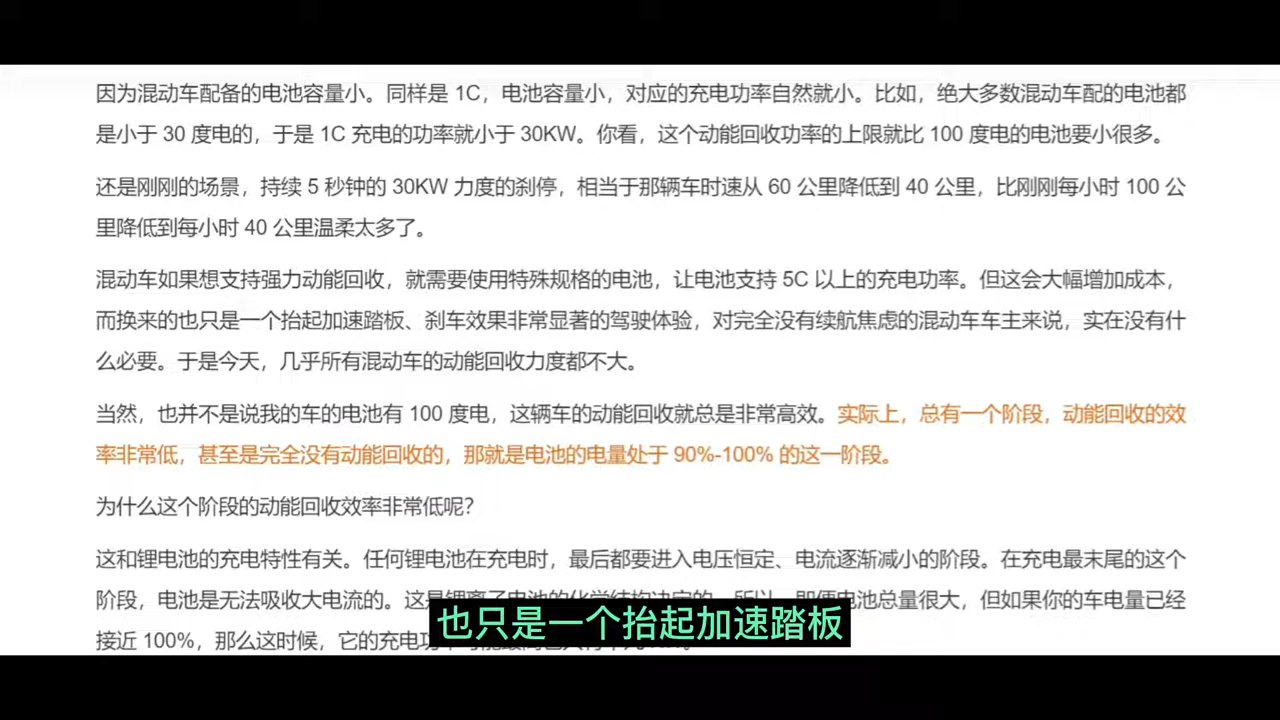 因为混动车配备的电池容量小。同样是 1C，电池容量小，对应的充电功率自然就小。比如，绝大多数混动车配的电池都
是小于 30 度电的，于是 1C 充电的功率就小于 30KW。你看，这个动能回收功率的上限就比 100 度电的电池要小很多。
还是刚刚的场景，持续 5 秒钟的 30KW 力度的刹停，相当于那辆车时速从 60 公里降低到 40 公里，比刚刚每小时 100 公
里降低到每小时 40 公里温柔太多了。
混动车如果想支持强力动能回收，就需要使用特殊规格的电池，让电池支持 5C 以上的充电功率。但这会大幅增加成本，
而换来的也只是一个抬起加速踏板、刹车效果非常显著的驾驶体验，对完全没有续航焦虑的混动车车主来说，实在没有什
么必要。于是今天，几乎所有混动车的动能回收力度都不大。
当然，也并不是说我的车的电池有 100 度电，这辆车的动能回收就总是非常高效。实际上，总有一个阶段，动能回收的效
率非常低，甚至是完全没有动能回收的，那就是电池的电量处于 90%-100% 的这一阶段。
为什么这个阶段的动能回收效率非常低呢？
这和锂电池的充电特性有关。任何锂电池在充电时，最后都要进入电压恒定、电流逐渐减小的阶段。在充电最末尾的这个
阶段，电池是无法吸收大电流的。这是锂离子电池的化学结构决定的。所以，即便电池总量很大，但如果你的车电量已经
接近 100%，那么这时候，它的充电功
也只是一个抬起加速踏板